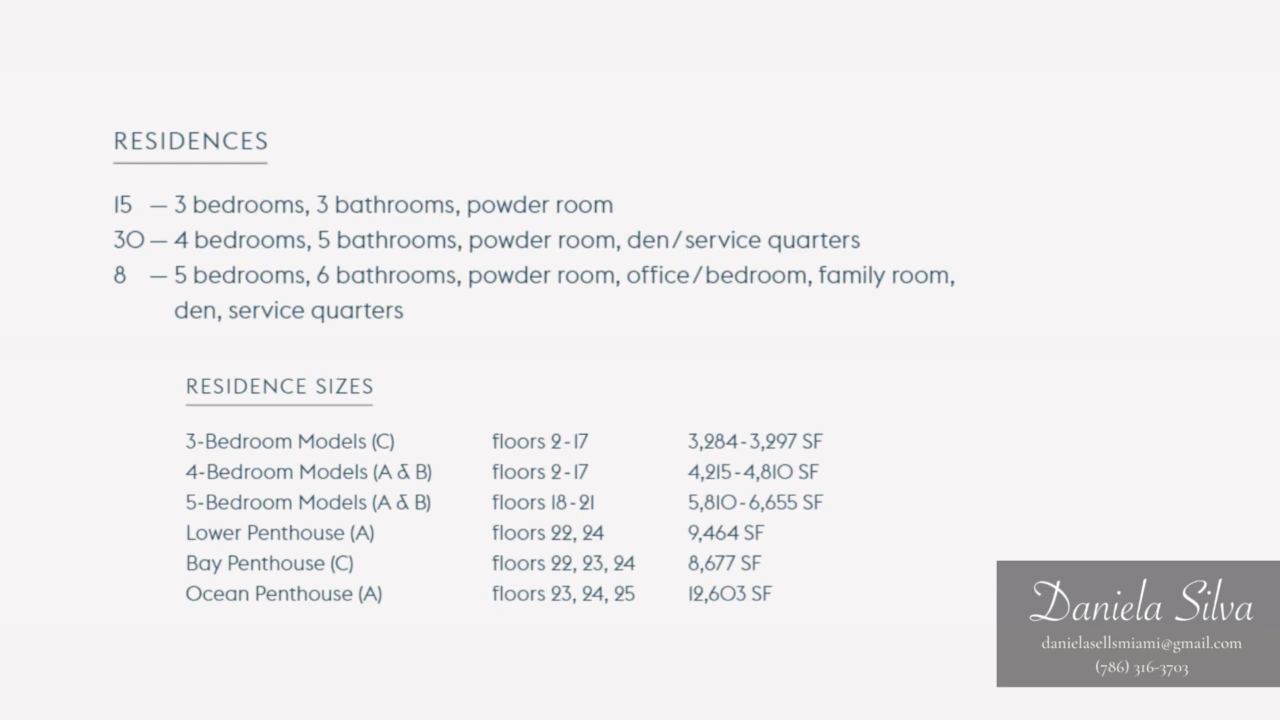 RESIDENCES
15 — 3 bedrooms, 3 bathrooms, powder room
30 — 4 bedrooms, 5 bathrooms, powder room, den/service quarters
8 — 5 bedrooms, 6 bathrooms, powder room, office/bedroom, family room,
den, service quarters
RESIDENCE SIZES
3-Bedroom Models (C) floors 2-17 3,284-3,297 SF
4-Bedroom Models (A & B) floors 2-17 4,215-4,810 SF
5-Bedroom Models (A & B) floors 18-21 5,810-6,655 SF
Lower Penthouse (A) floors 22, 24 9,464 SF
Bay Penthouse (C) floors 22, 23, 24 8,677 SF
Ocean Penthouse (A) floors 23, 24, 25 12,603 SF
Daniela Silva
danielasellsmiami@gmail.com
(786) 316-3703